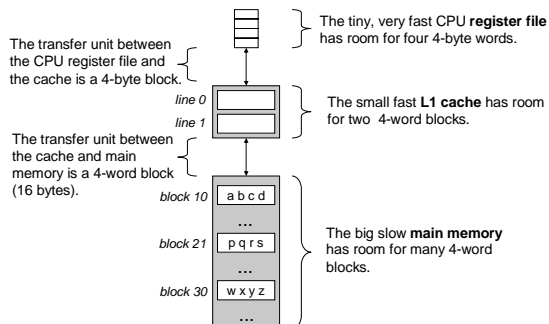 The tiny, very fast CPU register file
has room for four 4-byte words.
The transfer unit between
the CPU register file and
the cache is a 4-byte block.
line 0
line 1
The small fast L1 cache has room
for two 4-word blocks.
The transfer unit between
the cache and main
memory is a 4-word block
(16 bytes).
block 10
a b c d
...
block 21
p q r s
...
block 30
w x y z
...
The big slow main memory
has room for many 4-word
blocks.